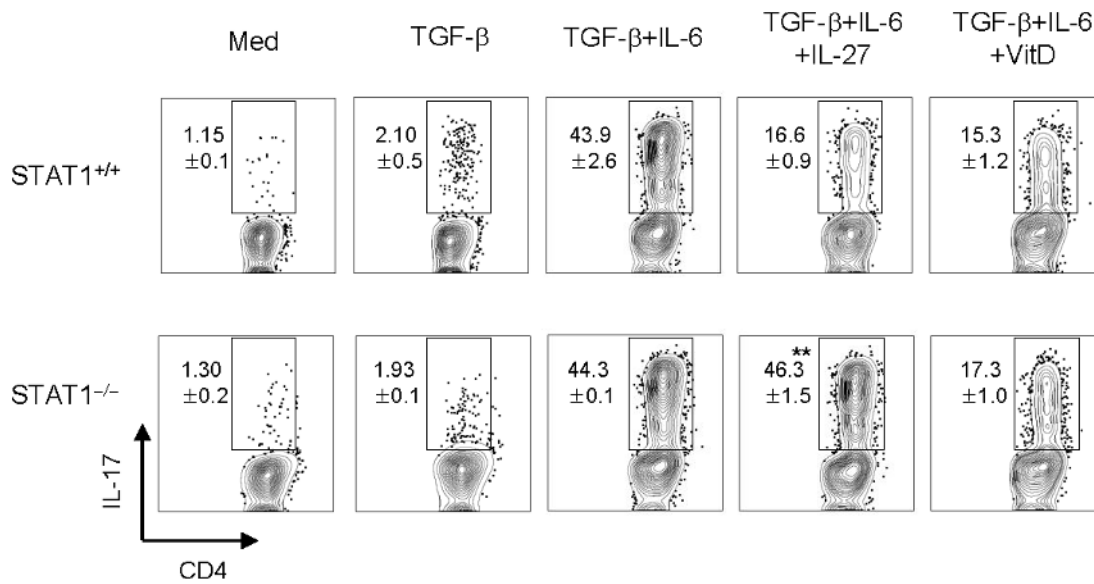 Med TGF-β TGF-β+IL-6 TGF-β+IL-6 TGF-β+IL-6
+IL-27 +VitD
STAT1+/+
1.15 2.10 43.9 16.6 15.3
±0.1 ±0.5 ±2.6 ±0.9 ±1.2
STAT1−/−
**
1.30 1.93 44.3 46.3 17.3
±0.2 ±0.1 ±0.1 ±1.5 ±1.0
IL-17
CD4